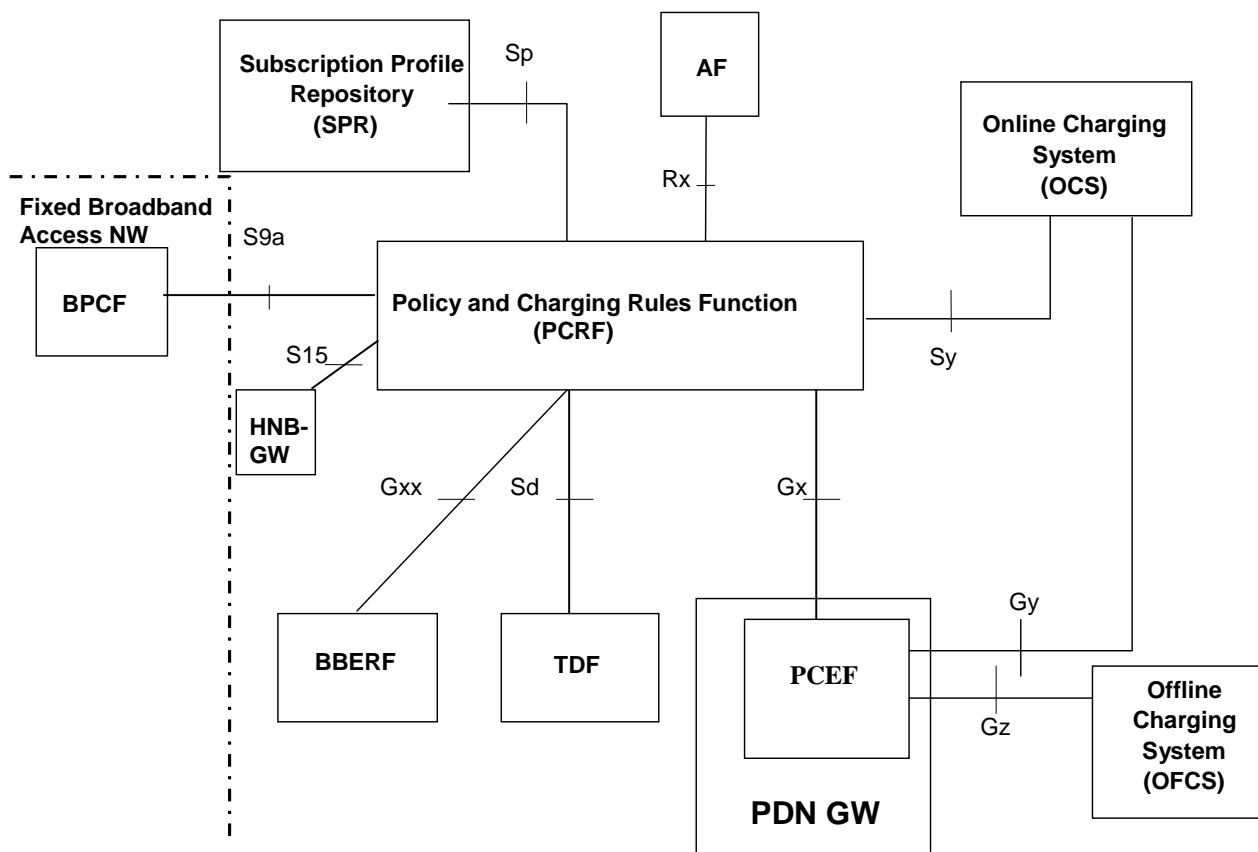 Subscription Profile
Repository
(SPR)
Sp
AF
Online Charging
System
(OCS)
Rx
Fixed Broadband
Access NW
S9a
BPCF
Policy and Charging Rules Function
(PCRF)
Sy
S15
HNB-
GW
Gxx
Sd
Gx
Gy
BBERF
TDF
PCEF
Offline
Charging
System
(OFCS)
Gz
PDN GW